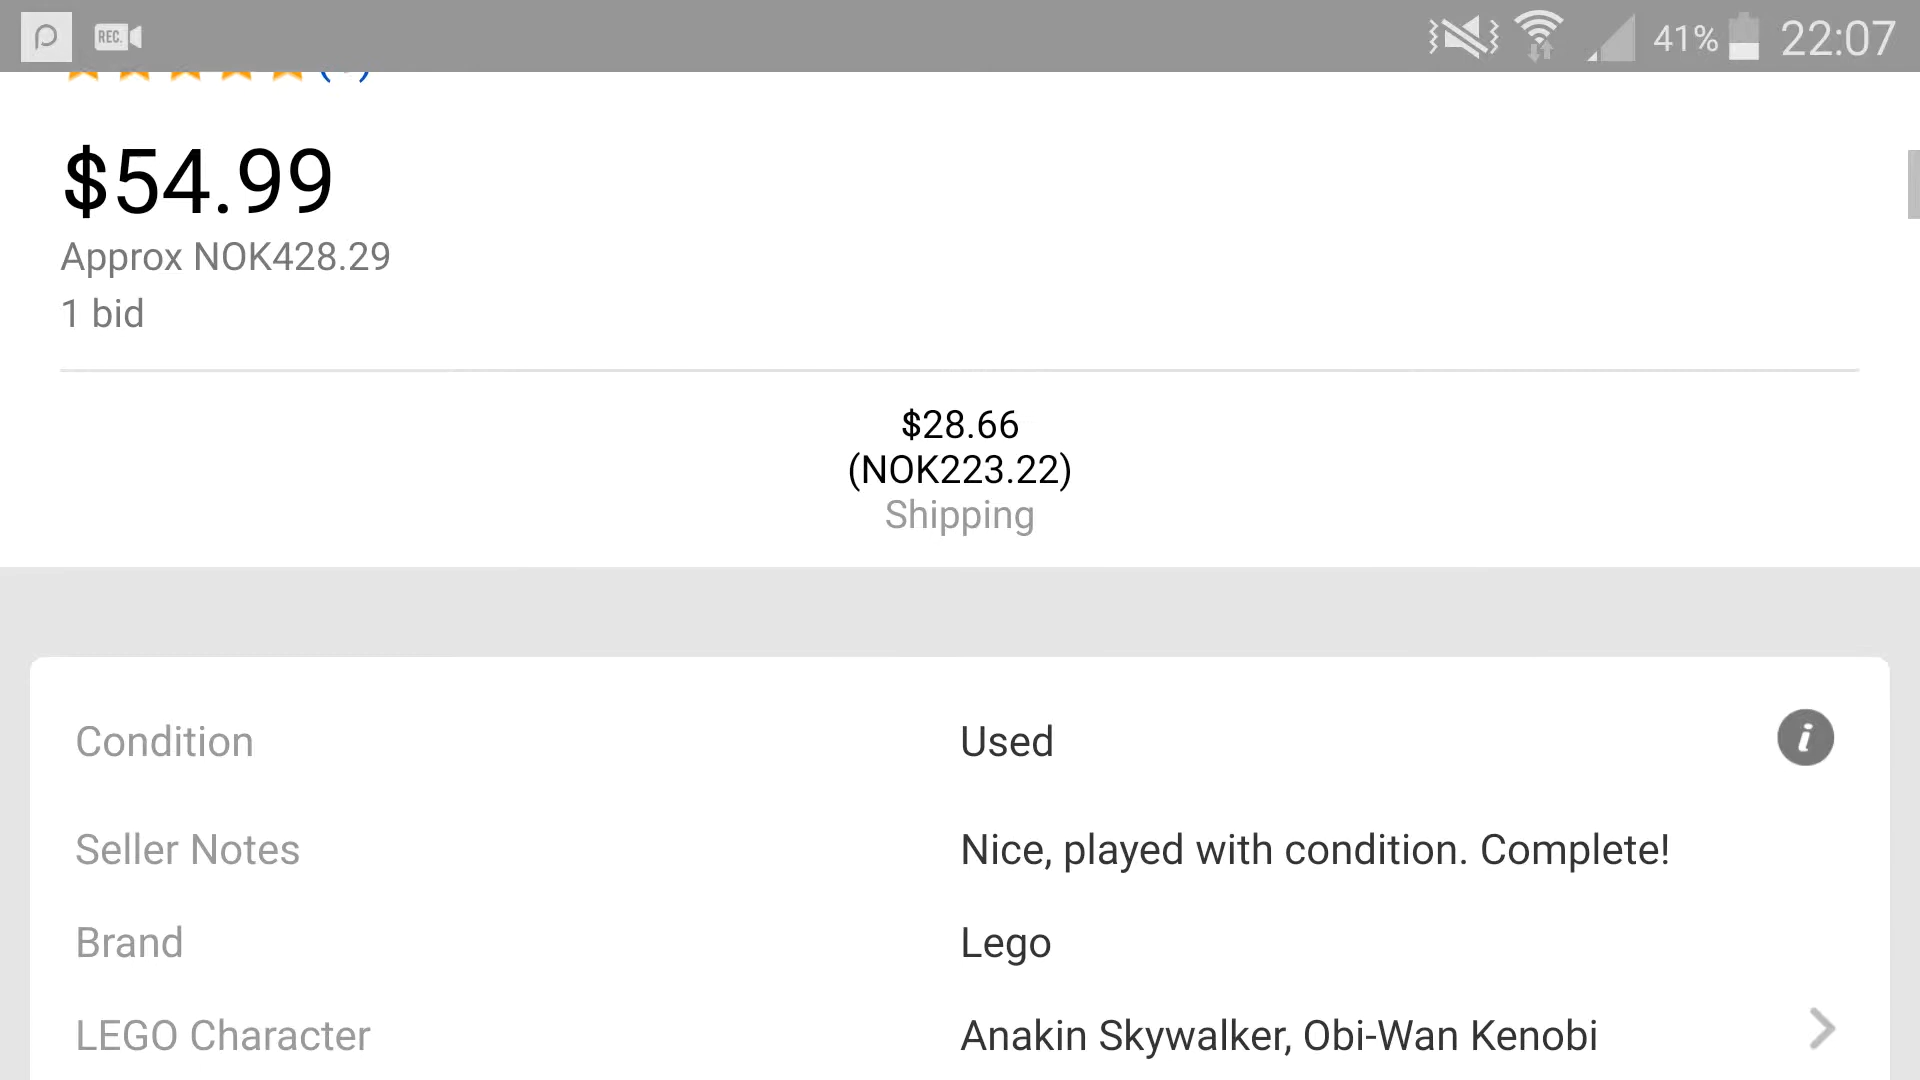 REC. 41% 22:07
$54.99
Approx NOK428.29
1 bid
$28.66
(NOK223.22)
Shipping
Condition Used
Seller Notes Nice, played with condition. Complete!
Brand Lego
LEGO Character Anakin Skywalker, Obi-Wan Kenobi